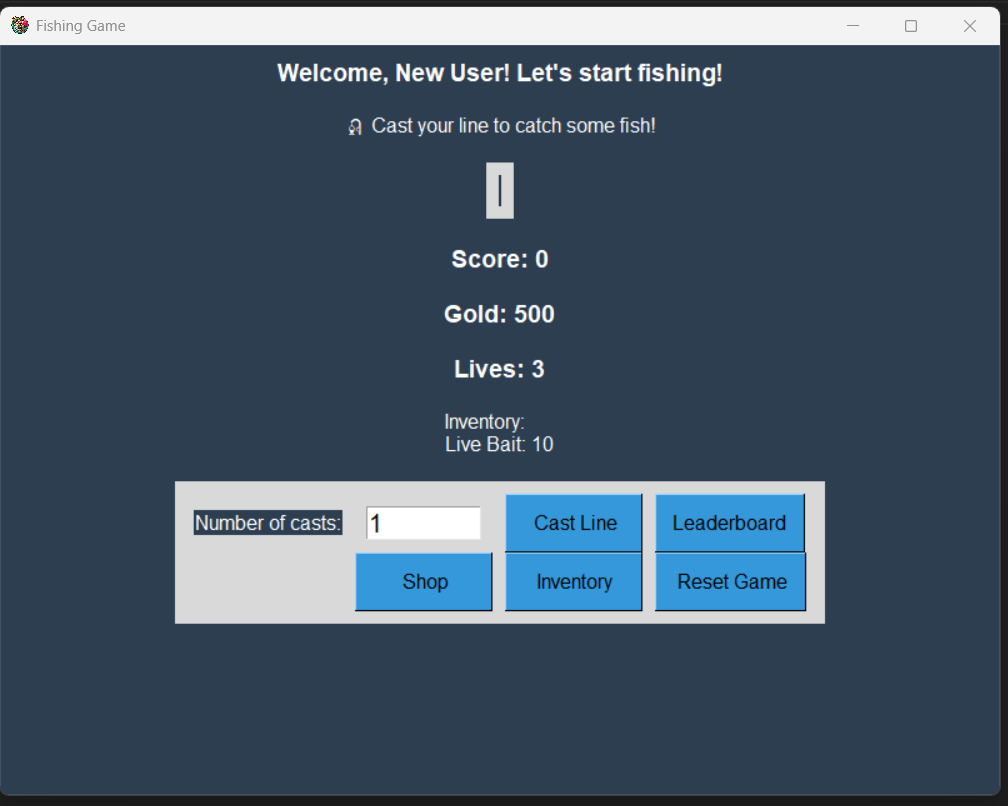 Fishing Game
Welcome, New User! Let's start fishing!
🎣 Cast your line to catch some fish!
|
Score: 0
Gold: 500
Lives: 3
Inventory:
Live Bait: 10
Number of casts: 1 Cast Line Leaderboard
Shop Inventory Reset Game